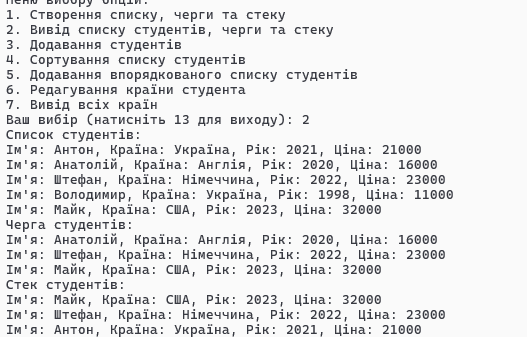 Меню вибору опцій:
1. Створення списку, черги та стеку
2. Вивід списку студентів, черги та стеку
3. Додавання студентів
4. Сортування списку студентів
5. Додавання впорядкованого списку студентів
6. Редагування країни студента
7. Вивід всіх країн
Ваш вибір (натисніть 13 для виходу): 2
Список студентів:
Ім'я: Антон, Країна: Україна, Рік: 2021, Ціна: 21000
Ім'я: Анатолій, Країна: Англія, Рік: 2020, Ціна: 16000
Ім'я: Штефан, Країна: Німеччина, Рік: 2022, Ціна: 23000
Ім'я: Володимир, Країна: Україна, Рік: 1998, Ціна: 11000
Ім'я: Майк, Країна: США, Рік: 2023, Ціна: 32000
Черга студентів:
Ім'я: Анатолій, Країна: Англія, Рік: 2020, Ціна: 16000
Ім'я: Штефан, Країна: Німеччина, Рік: 2022, Ціна: 23000
Ім'я: Майк, Країна: США, Рік: 2023, Ціна: 32000
Стек студентів:
Ім'я: Майк, Країна: США, Рік: 2023, Ціна: 32000
Ім'я: Штефан, Країна: Німеччина, Рік: 2022, Ціна: 23000
Ім'я: Антон, Країна: Україна, Рік: 2021, Ціна: 21000